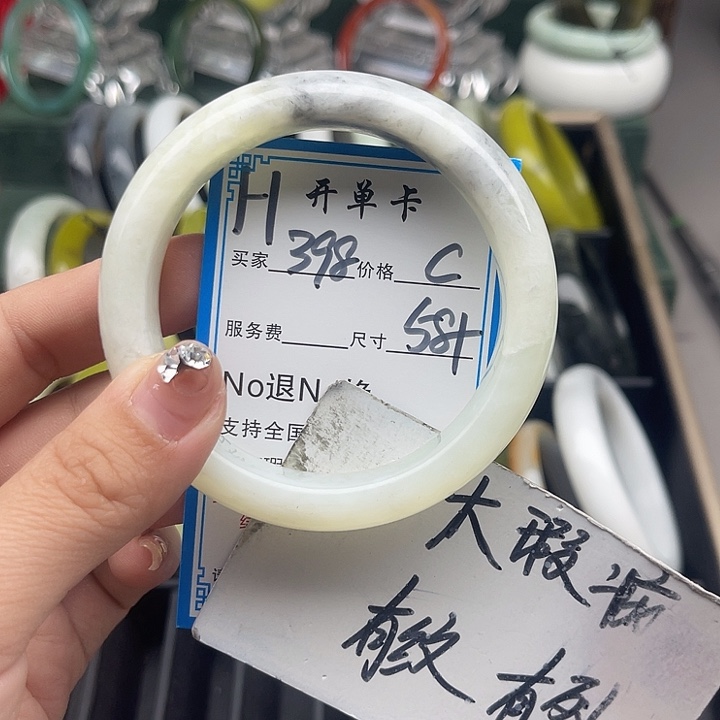 H 开单卡
买家 398 价格 C
服务费 尺寸 58+
No退N
支持全国
大瑕疵
有纹 有